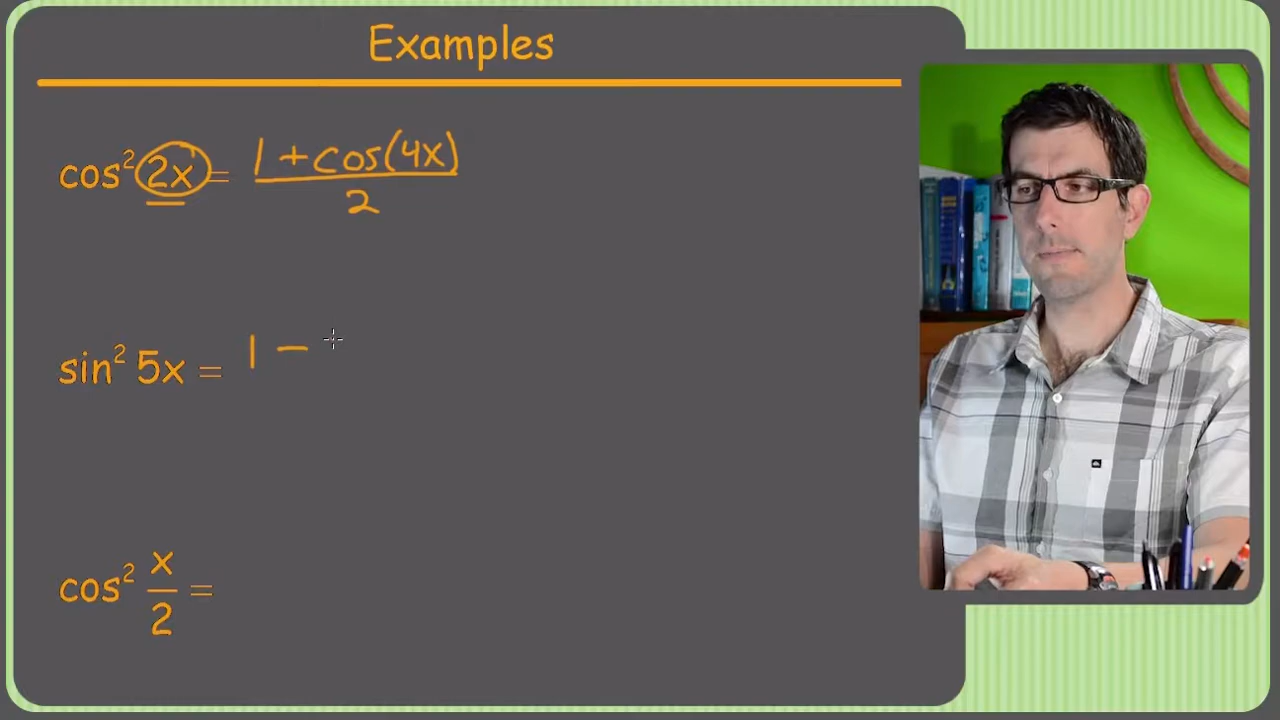 Examples
cos² 2x = (1 + cos(4x))/2
sin² 5x = 1 -
cos² x/2 =